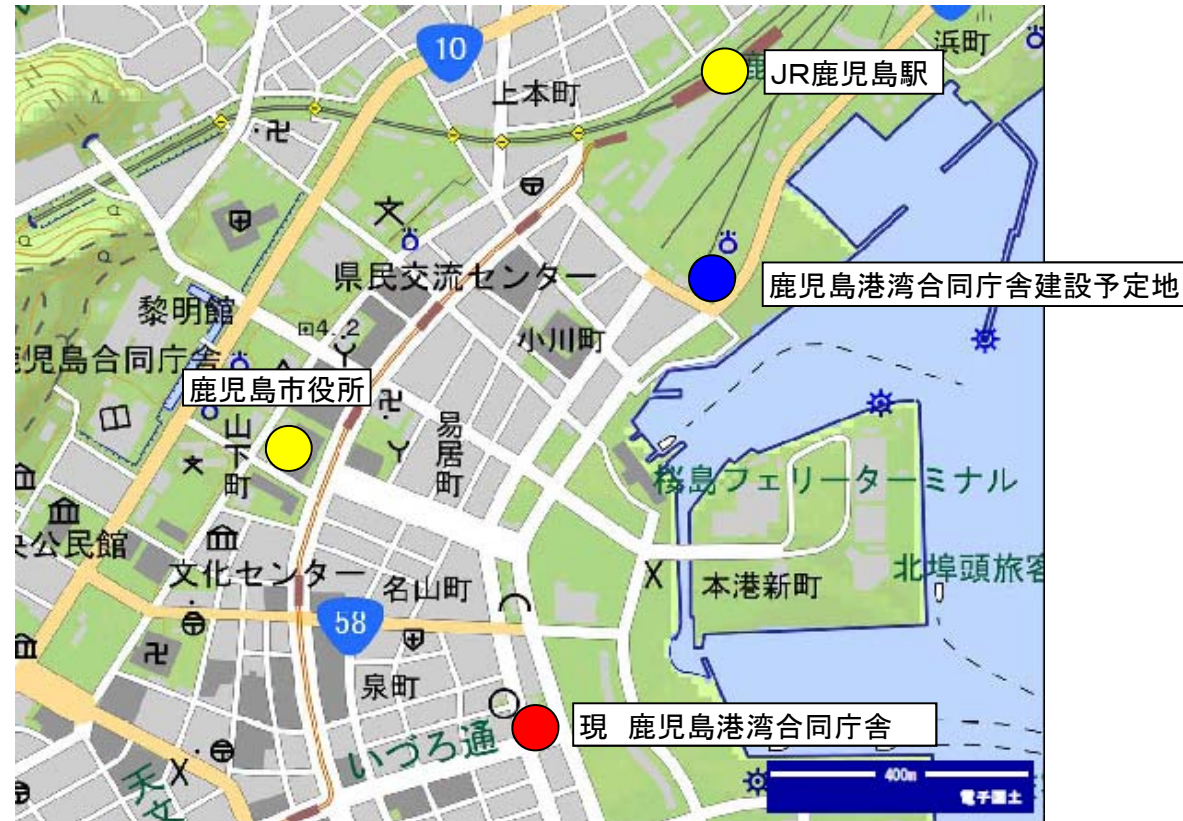 10
浜町
JR鹿児島駅
上本町
県民交流センター
鹿児島港湾合同庁舎建設予定地
黎明館
4.2
小川町
児島合同庁舎
鹿児島市役所
山下町
易居町
桜島フェリーターミナル
公民館
文化センター
名山町
本港新町
北埠頭旅客
58
泉町
現 鹿児島港湾合同庁舎
いづろ通
天文
400m
電子国土